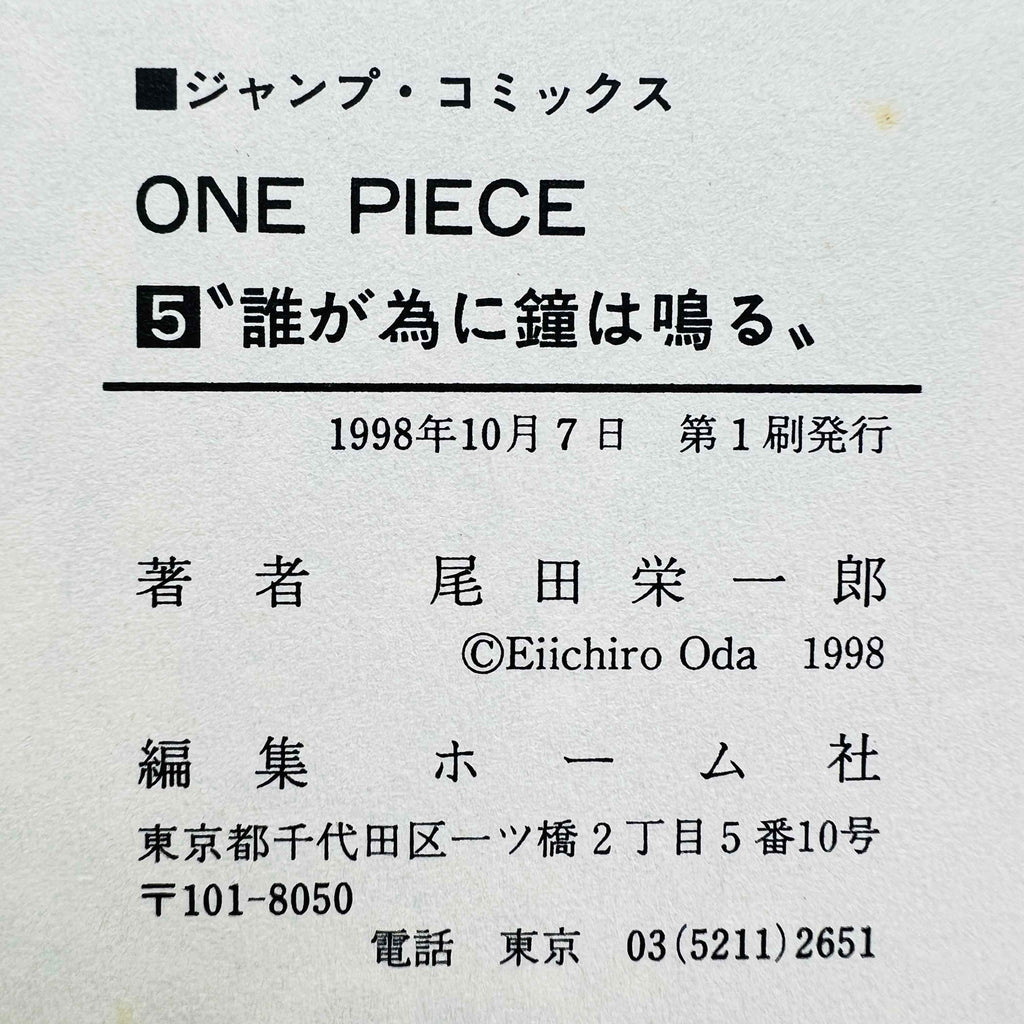 ■ジャンプ・コミックス
ONE PIECE
5〝誰が為に鐘は鳴る〟
1998年10月7日　第1刷発行
著者　尾田栄一郎
©Eiichiro Oda　1998
編集　ホーム社
東京都千代田区一ツ橋2丁目5番10号
〒101-8050
電話　東京　03(5211)2651